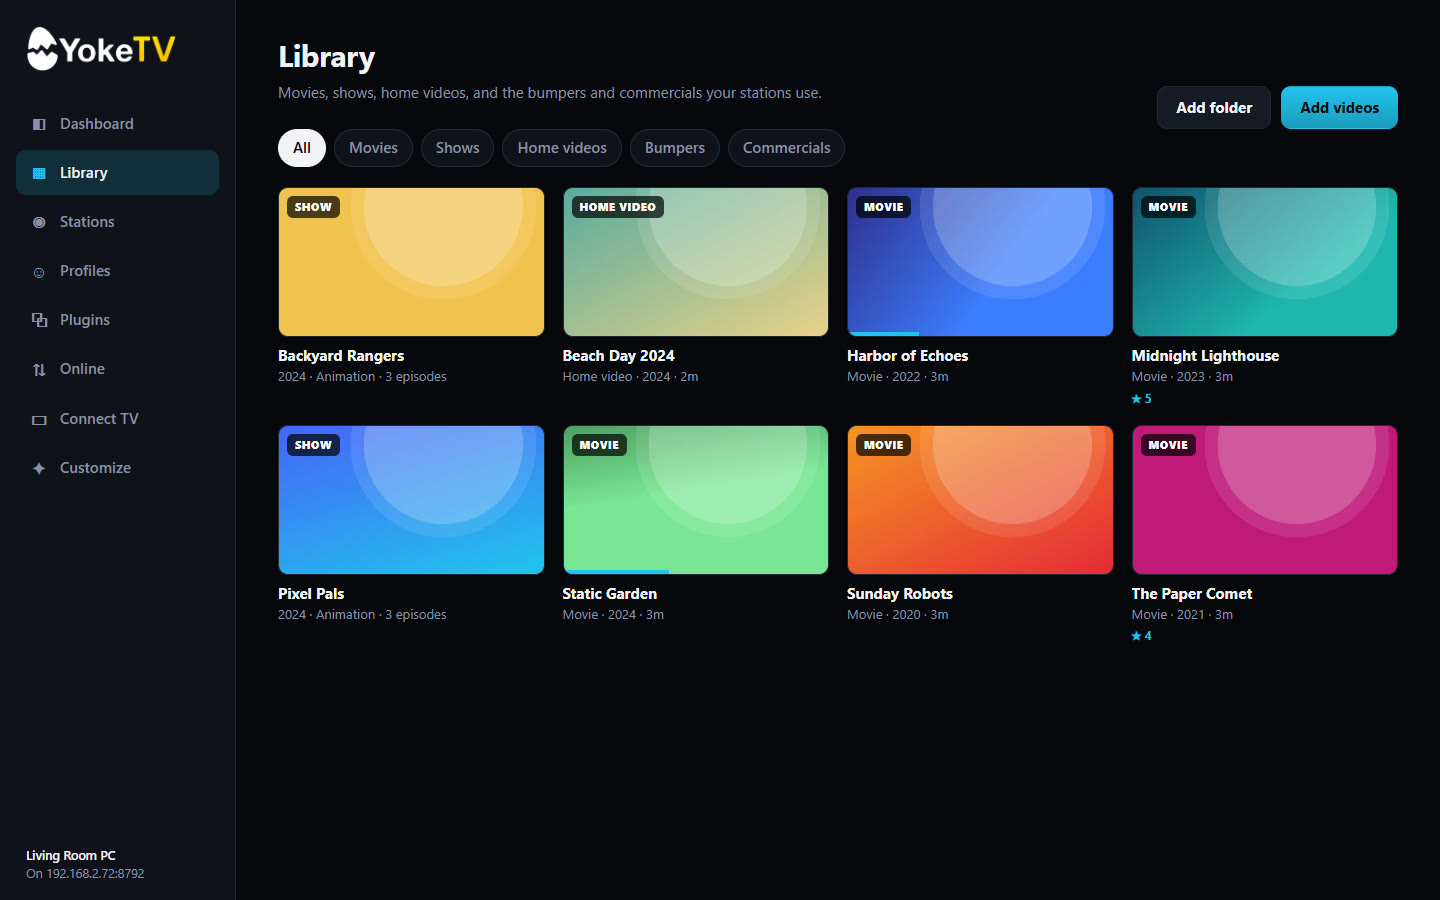 YokeTV
Dashboard
Library
Stations
Profiles
Plugins
Online
Connect TV
Customize
Living Room PC
On 192.168.2.72:8792
Library
Movies, shows, home videos, and the bumpers and commercials your stations use.
Add folder
Add videos
All
Movies
Shows
Home videos
Bumpers
Commercials
SHOW
Backyard Rangers
2024 · Animation · 3 episodes
HOME VIDEO
Beach Day 2024
Home video · 2024 · 2m
MOVIE
Harbor of Echoes
Movie · 2022 · 3m
MOVIE
Midnight Lighthouse
Movie · 2023 · 3m
★ 5
SHOW
Pixel Pals
2024 · Animation · 3 episodes
MOVIE
Static Garden
Movie · 2024 · 3m
MOVIE
Sunday Robots
Movie · 2020 · 3m
MOVIE
The Paper Comet
Movie · 2021 · 3m
★ 4